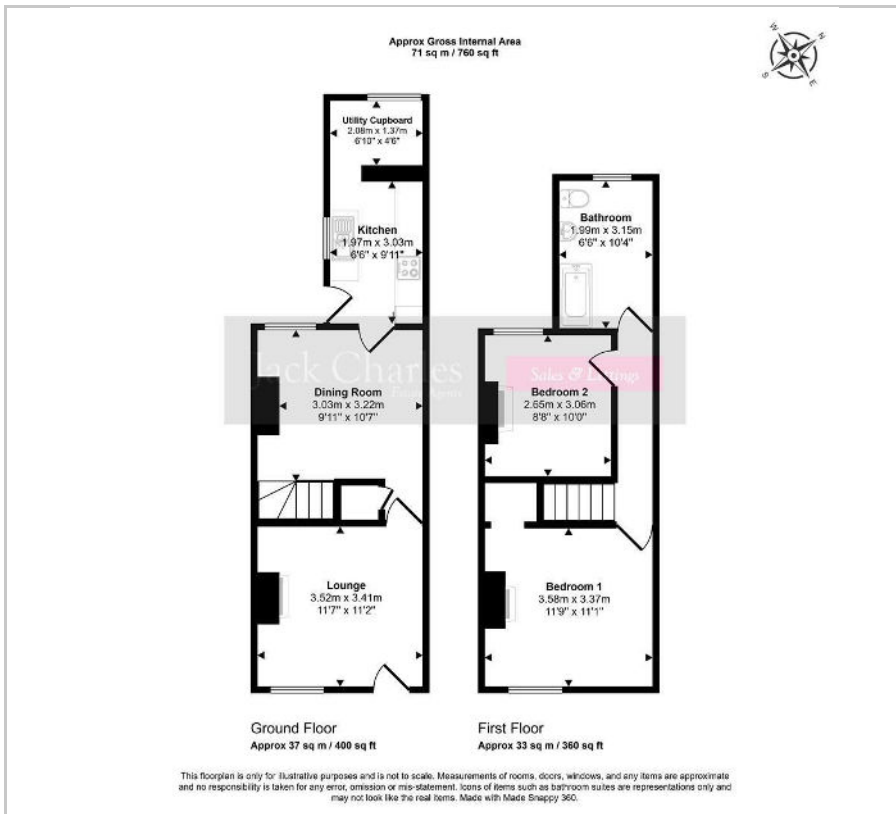 Approx Gross Internal Area
71 sq m / 760 sq ft
W
N
S
E
Utility Cupboard
2.08m x 1.37m
6'10" x 4'6"
Kitchen
1.97m x 3.03m
6'6" x 9'11"
Dining Room
3.03m x 3.22m
9'11" x 10'7"
Lounge
3.52m x 3.41m
11'7" x 11'2"
Ground Floor
Approx 37 sq m / 400 sq ft
Bathroom
1.99m x 3.15m
6'6" x 10'4"
Bedroom 2
2.65m x 3.06m
8'8" x 10'0"
Bedroom 1
3.58m x 3.37m
11'9" x 11'1"
First Floor
Approx 33 sq m / 360 sq ft
Jack Charles
Estate Agents
Sales & Lettings
This floorplan is only for illustrative purposes and is not to scale. Measurements of rooms, doors, windows, and any items are approximate
and no responsibility is taken for any error, omission or mis-statement. Icons of items such as bathroom suites are representations only and
may not look like the real items. Made with Made Snappy 360.